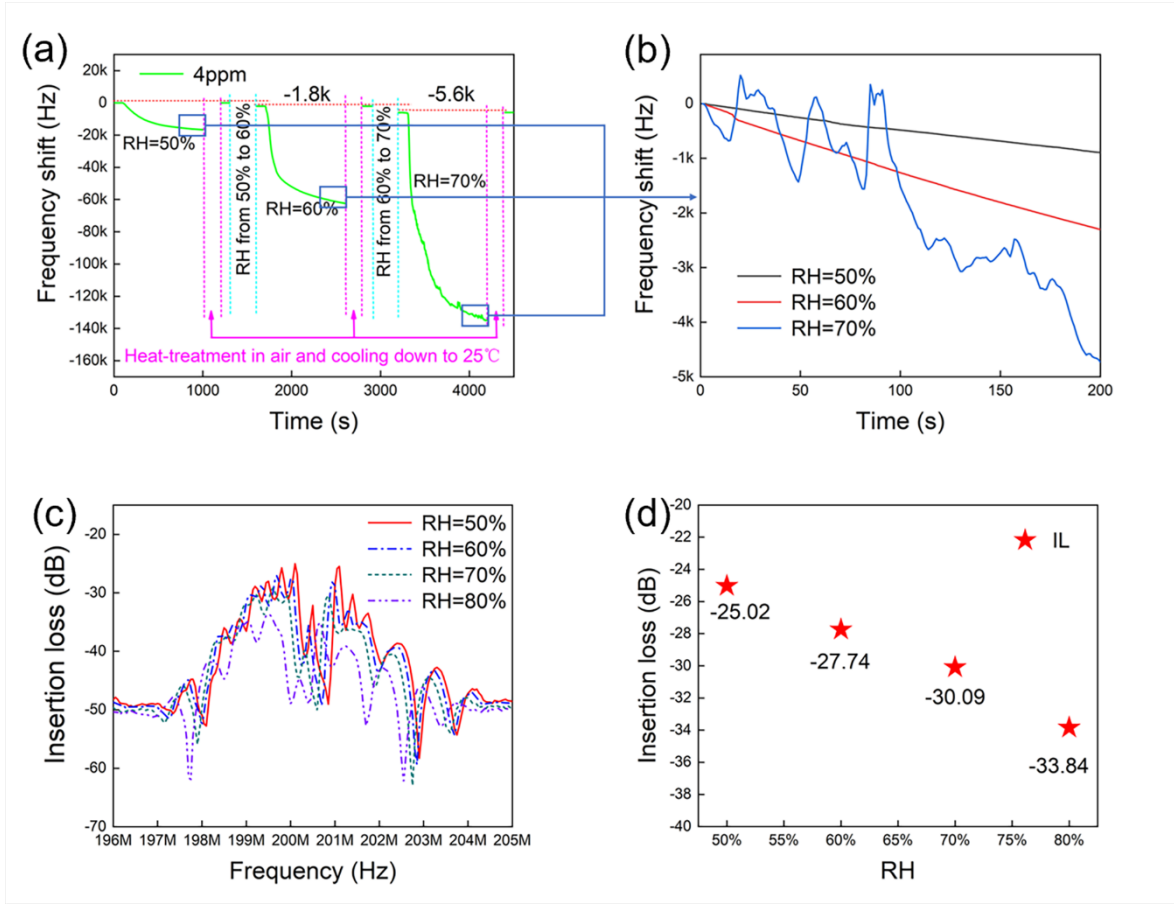 (a)
20k
0
-20k
-40k
-60k
-80k
-100k
-120k
-140k
-160k
Frequency shift (Hz)
4ppm
-1.8k
-5.6k
RH=50%
RH from 50% to 60%
RH=60%
RH from 60% to 70%
RH=70%
Heat-treatment in air and cooling down to 25℃
0 1000 2000 3000 4000
Time (s)
(b)
0
-1k
-2k
-3k
-4k
-5k
Frequency shift (Hz)
RH=50%
RH=60%
RH=70%
0 50 100 150 200
Time (s)
(c)
-20
-30
-40
-50
-60
-70
Insertion loss (dB)
RH=50%
RH=60%
RH=70%
RH=80%
196M 197M 198M 199M 200M 201M 202M 203M 204M 205M
Frequency (Hz)
(d)
-20
-22
-24
-26
-28
-30
-32
-34
-36
-38
-40
Insertion loss (dB)
IL
-25.02
-27.74
-30.09
-33.84
50% 55% 60% 65% 70% 75% 80%
RH